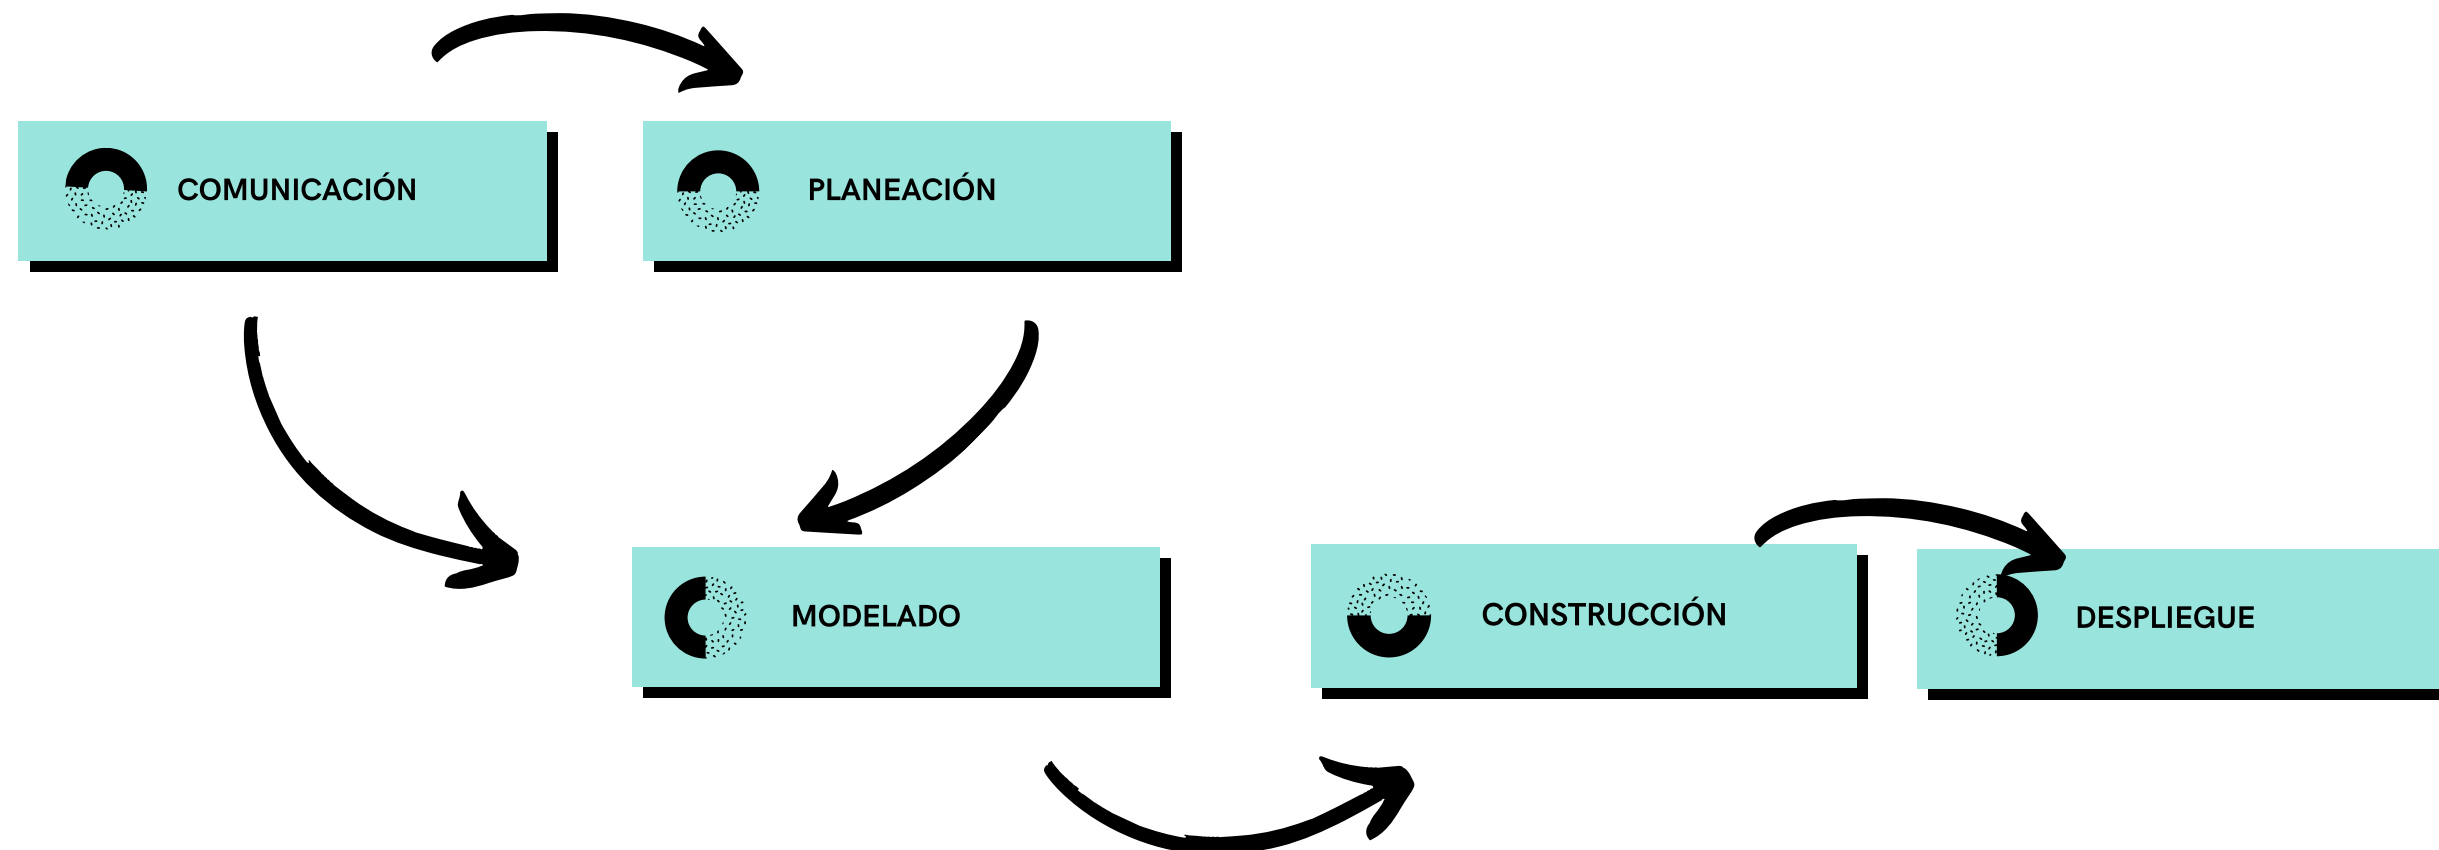 COMUNICACIÓN
PLANEACIÓN
MODELADO
CONSTRUCCIÓN
DESPLIEGUE